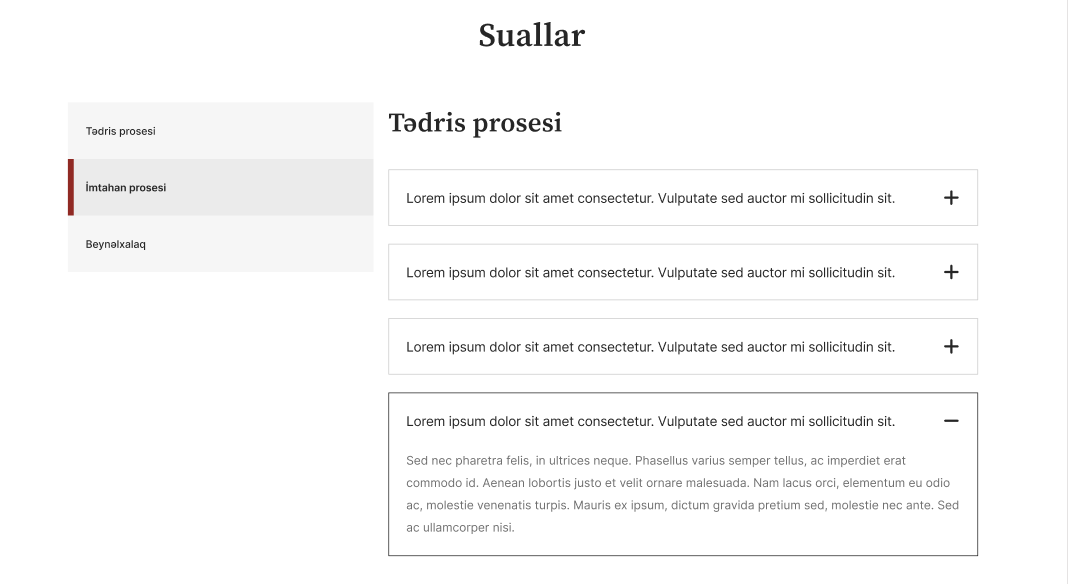 Suallar
Tədris prosesi
İmtahan prosesi
Beynəlxalaq
Tədris prosesi
Lorem ipsum dolor sit amet consectetur. Vulputate sed auctor mi sollicitudin sit.
Lorem ipsum dolor sit amet consectetur. Vulputate sed auctor mi sollicitudin sit.
Lorem ipsum dolor sit amet consectetur. Vulputate sed auctor mi sollicitudin sit.
Lorem ipsum dolor sit amet consectetur. Vulputate sed auctor mi sollicitudin sit.
Sed nec pharetra felis, in ultrices neque. Phasellus varius semper tellus, ac imperdiet erat
commodo id. Aenean lobortis justo et velit ornare malesuada. Nam lacus orci, elementum eu odio
ac, molestie venenatis turpis. Mauris ex ipsum, dictum gravida pretium sed, molestie nec ante. Sed
ac ullamcorper nisi.